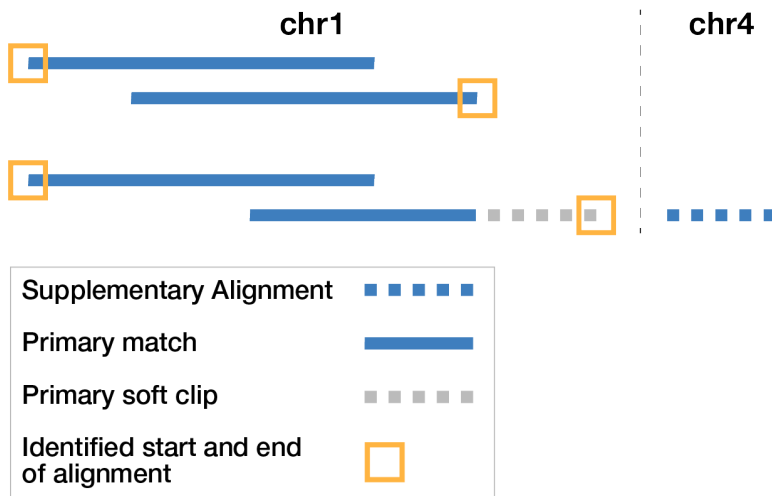 chr1
chr4
Supplementary Alignment
Primary match
Primary soft clip
Identified start and end
of alignment